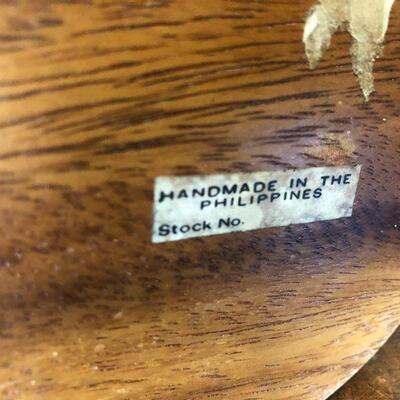 HANDMADE IN THE
PHILIPPINES
Stock No.